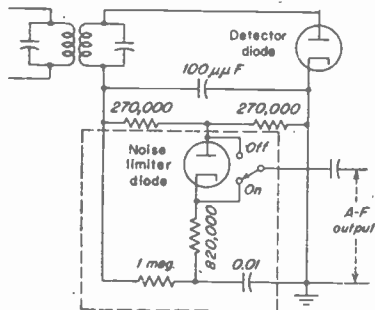 Detector
diode
100 μμF
270,000
270,000
Noise
limiter
diode
Off
On
A-F
output
820,000
1 meg.
0.01